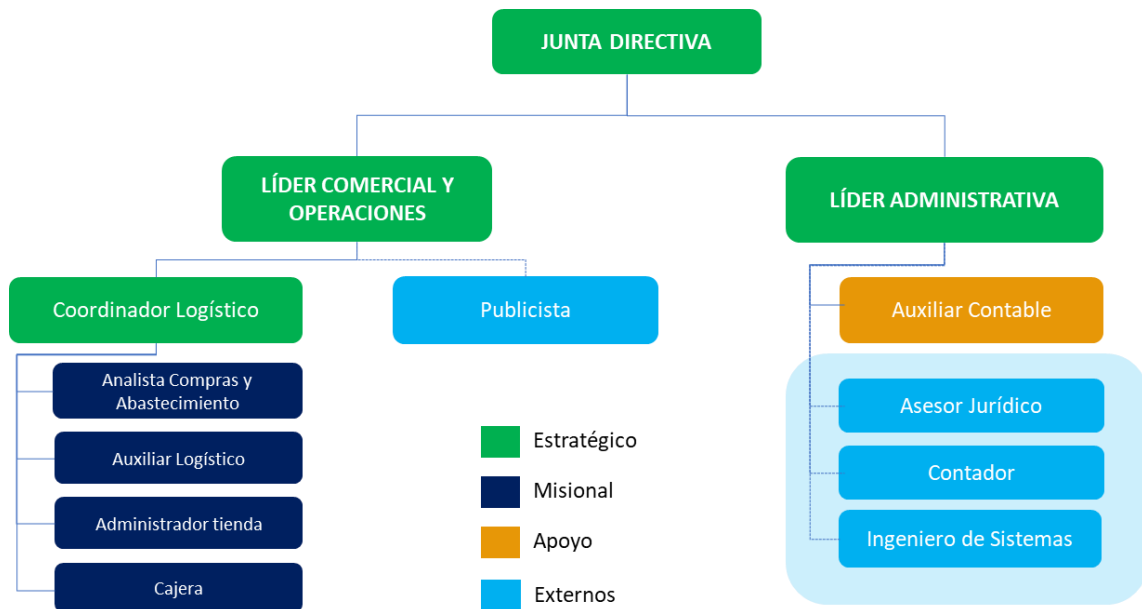 JUNTA DIRECTIVA
LÍDER COMERCIAL Y
OPERACIONES
LÍDER ADMINISTRATIVA
Coordinador Logístico
Publicista
Auxiliar Contable
Analista Compras y
Abastecimiento
Auxiliar Logístico
Administrador tienda
Cajera
Asesor Jurídico
Contador
Ingeniero de Sistemas
Estratégico
Misional
Apoyo
Externos